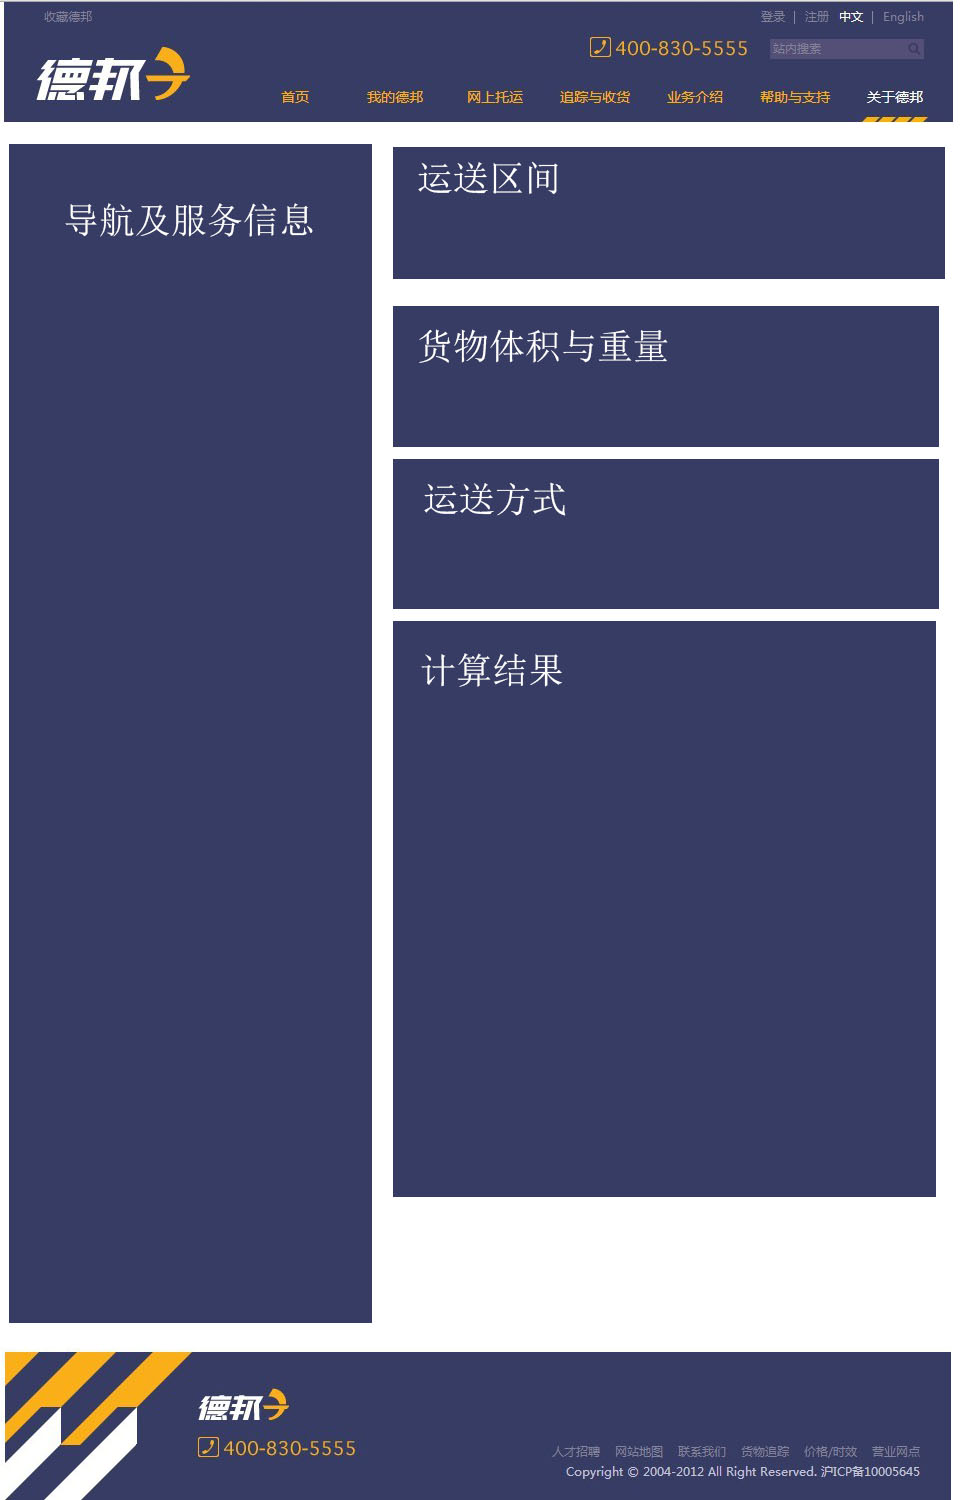 收藏德邦
登录 | 注册 中文 | English
400-830-5555
站内搜索
德邦
首页 我的德邦 网上托运 追踪与收货 业务介绍 帮助与支持 关于德邦
导航及服务信息
运送区间
货物体积与重量
运送方式
计算结果
德邦
400-830-5555
人才招聘 网站地图 联系我们 货物追踪 价格/时效 营业网点
Copyright © 2004-2012 All Right Reserved. 沪ICP备10005645